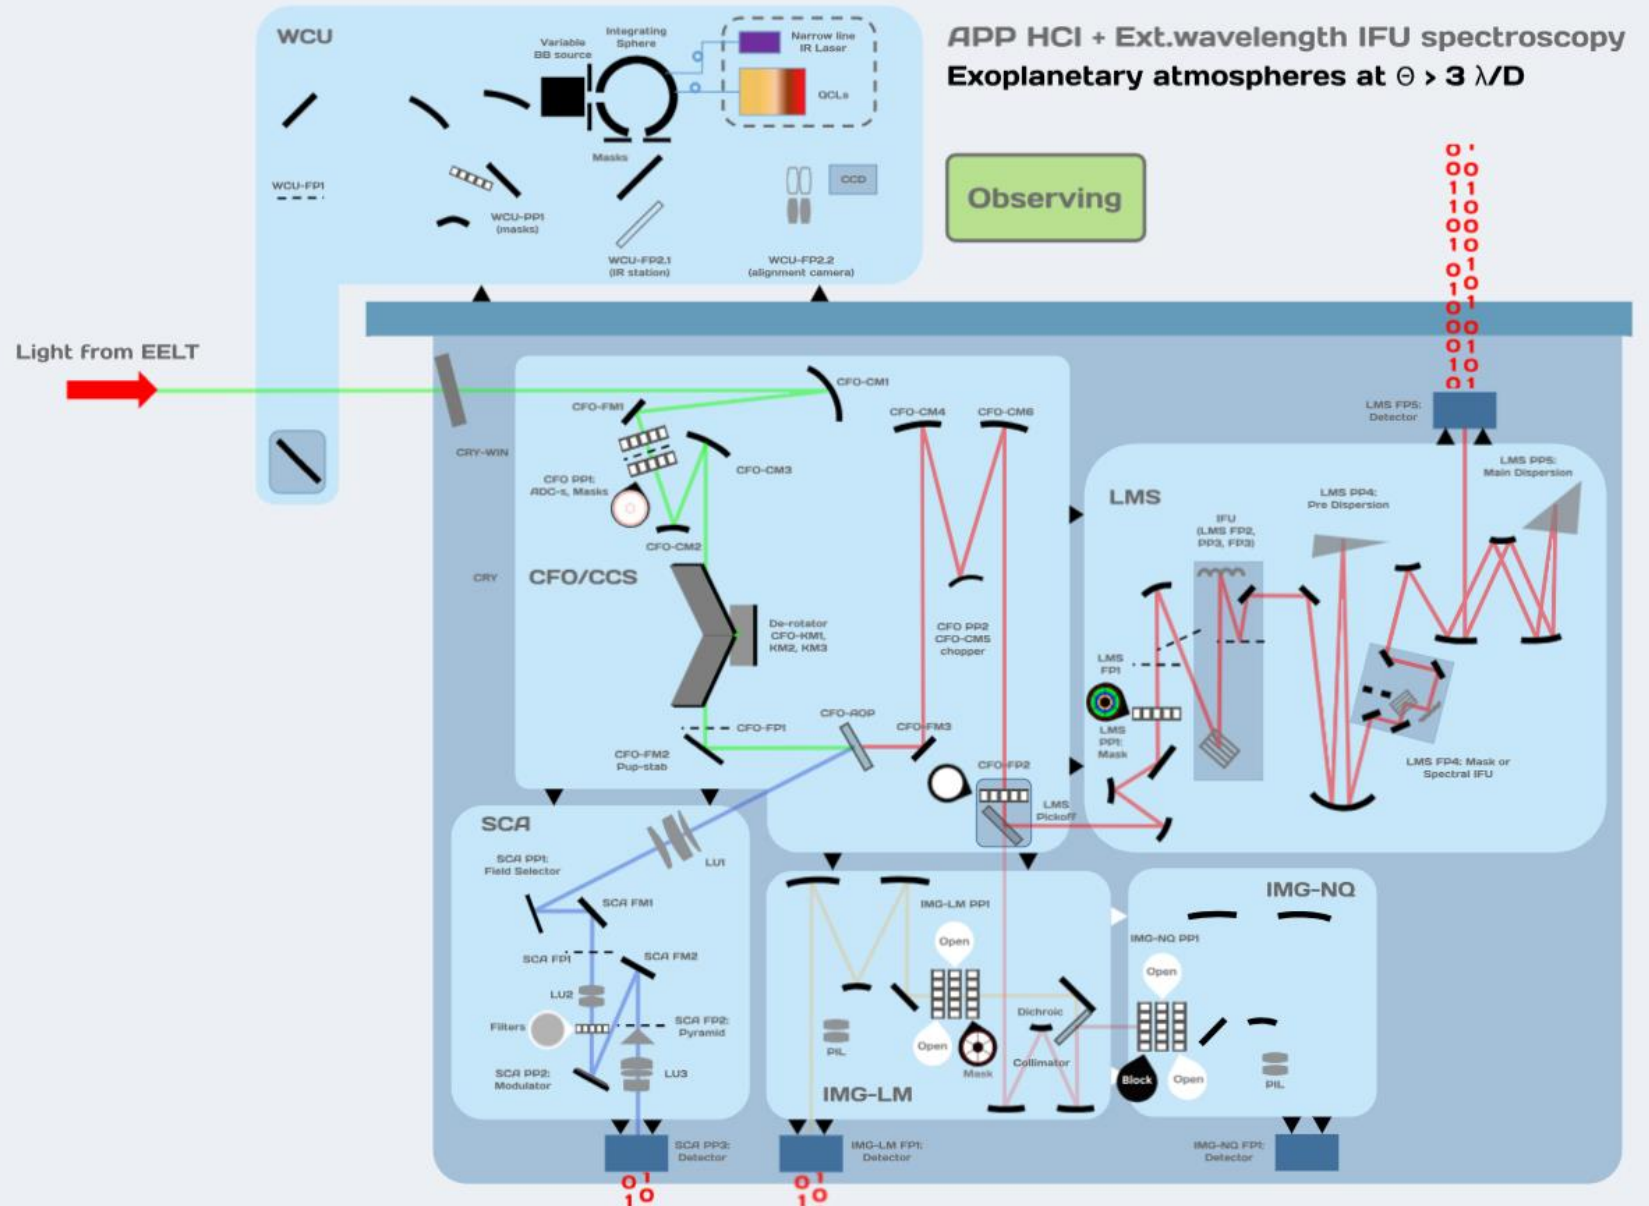 WCU
Variable
BB source
Integrating
Sphere
Narrow line
IR Laser
QCLs
Masks
CCD
WCU-FP1
WCU-PP1
(masks)
WCU-FP2.1
(IR station)
WCU-FP2.2
(alignment camera)
APP HCI + Ext.wavelength IFU spectroscopy
Exoplanetary atmospheres at Θ > 3 λ/D
Observing
Light from EELT
CRY-WIN
CRY
CFO-CM1
CFO-FM1
CFO-CM3
CFO PP1:
ADC-s, Masks
CFO-CM2
CFO/CCS
De-rotator
CFO-KM1,
KM2, KM3
CFO-FP1
CFO-FM2
Pup-stab
CFO-AOP
CFO-FM3
CFO-CM4
CFO-CM6
CFO PP2
CFO-CM5
chopper
CFO-FP2
LMS
Pickoff
LMS FP5:
Detector
LMS
LMS PP5:
Main Dispersion
LMS PP4:
Pre Dispersion
IFU
(LMS FP2,
PP3, FP3)
LMS
FP1
LMS
PP1:
Mask
LMS FP4: Mask or
Spectral IFU
SCA
SCA PP1:
Field Selector
LU1
SCA FM1
SCA FP1
SCA FM2
LU2
Filters
SCA FP2:
Pyramid
SCA PP2:
Modulator
LU3
SCA PP3:
Detector
IMG-LM PP1
Open
Open
Mask
PIL
Dichroic
Collimator
IMG-LM
IMG-LM FP1:
Detector
IMG-NQ
IMG-NQ PP1
Open
Block
Open
PIL
IMG-NQ FP1:
Detector
0 1
1 0
0 1
1 0